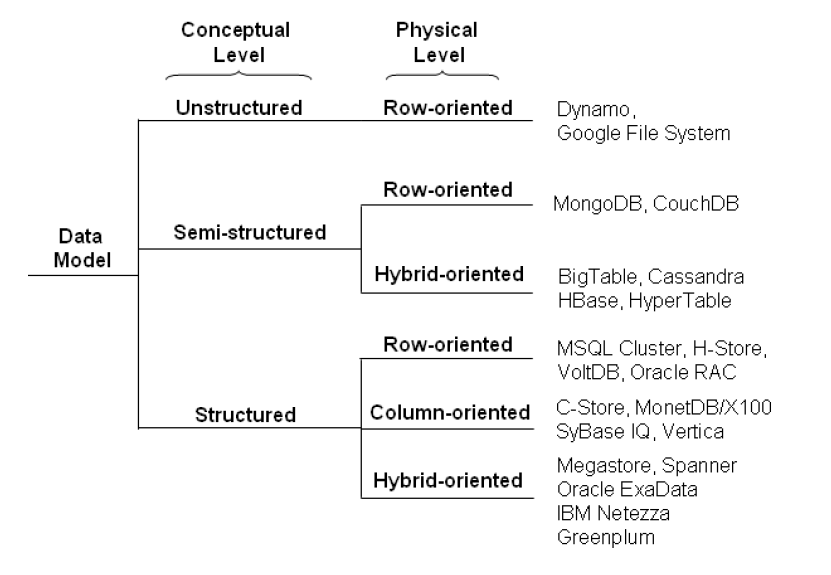 Conceptual Level
Physical Level
Data Model
Unstructured
Row-oriented
Dynamo,
Google File System
Semi-structured
Row-oriented
MongoDB, CouchDB
Hybrid-oriented
BigTable, Cassandra
HBase, HyperTable
Structured
Row-oriented
MSQL Cluster, H-Store,
VoltDB, Oracle RAC
Column-oriented
C-Store, MonetDB/X100
SyBase IQ, Vertica
Hybrid-oriented
Megastore, Spanner
Oracle ExaData
IBM Netezza
Greenplum